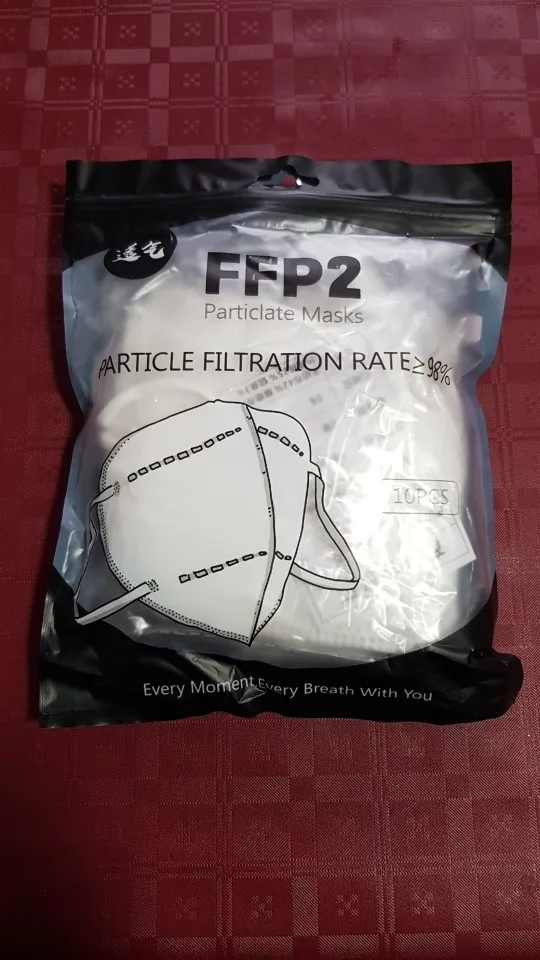 透气
FFP2
Particlate Masks
PARTICLE FILTRATION RATE≥98%
10PCS
Every Moment,Every Breath With You